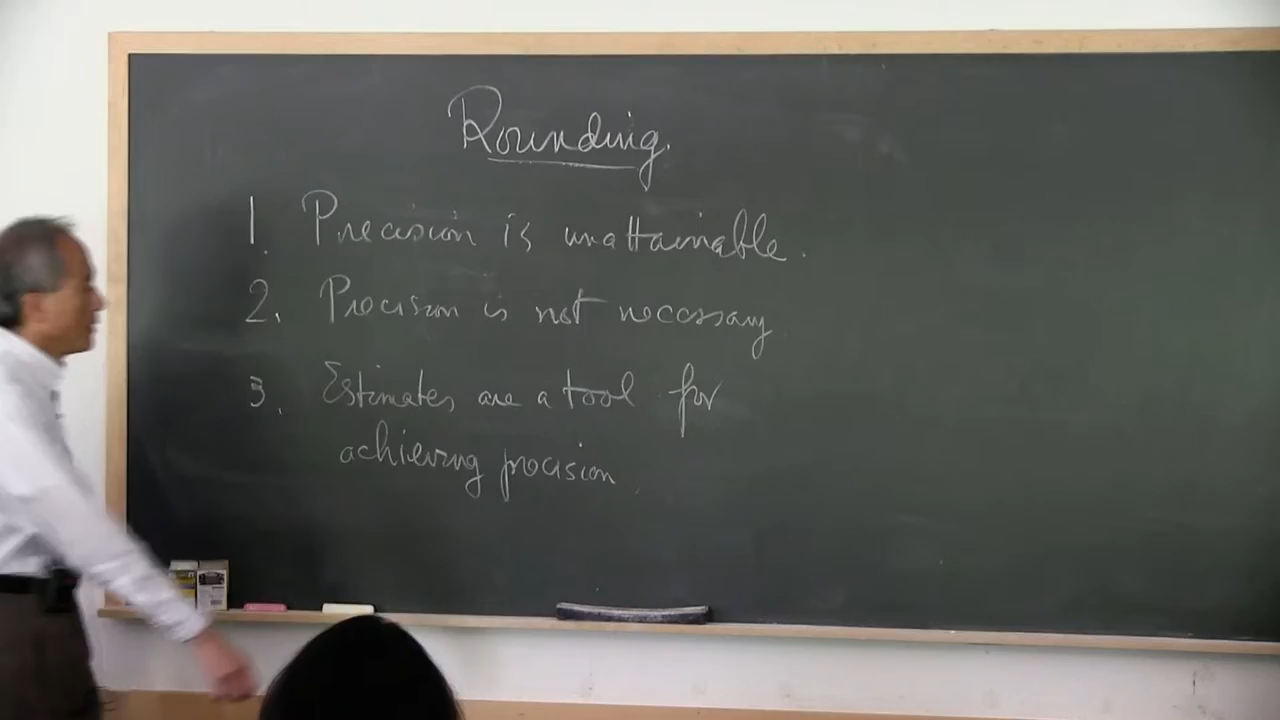 Rounding.
1. Precision is unattainable.
2. Precision is not necessary
3. Estimates are a tool for
achieving precision.